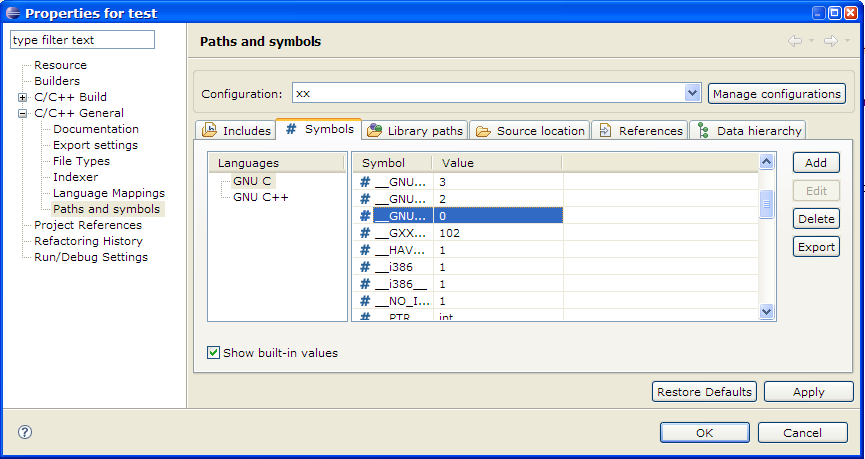 Properties for test
type filter text
Resource
Builders
C/C++ Build
C/C++ General
Documentation
Export settings
File Types
Indexer
Language Mappings
Paths and symbols
Project References
Refactoring History
Run/Debug Settings
Paths and symbols
Configuration: xx Manage configurations
Includes # Symbols Library paths Source location References Data hierarchy
Languages
GNU C
GNU C++
Symbol Value
# __GNU... 3
# __GNU... 2
# __GNU... 0
# __GXX... 102
# __HAV... 1
# __i386 1
# __i386__ 1
# __NO_I... 1
# __PTR int
Add
Edit
Delete
Export
Show built-in values
Restore Defaults Apply
? OK Cancel